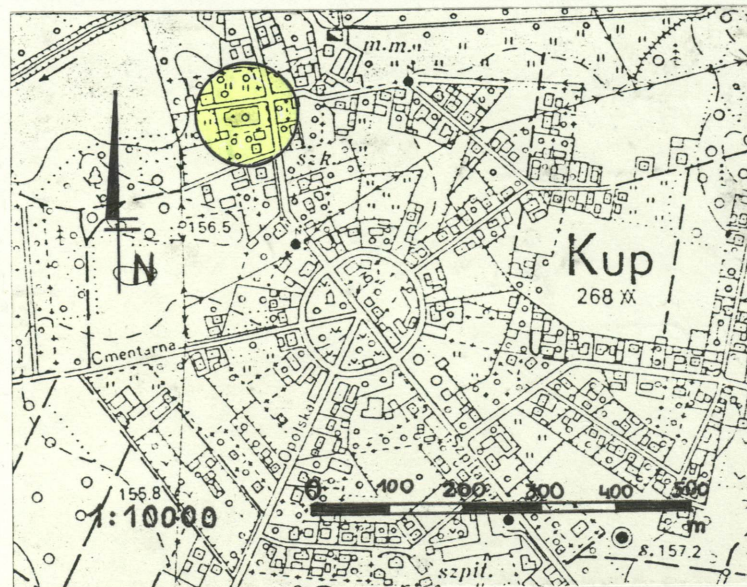 m.m.
szk.
156.5
N
Kup
268
Cmentarna
Opolska
155.8
1:10000
0 100 200 300 400 500
m
s.157.2
szpit.